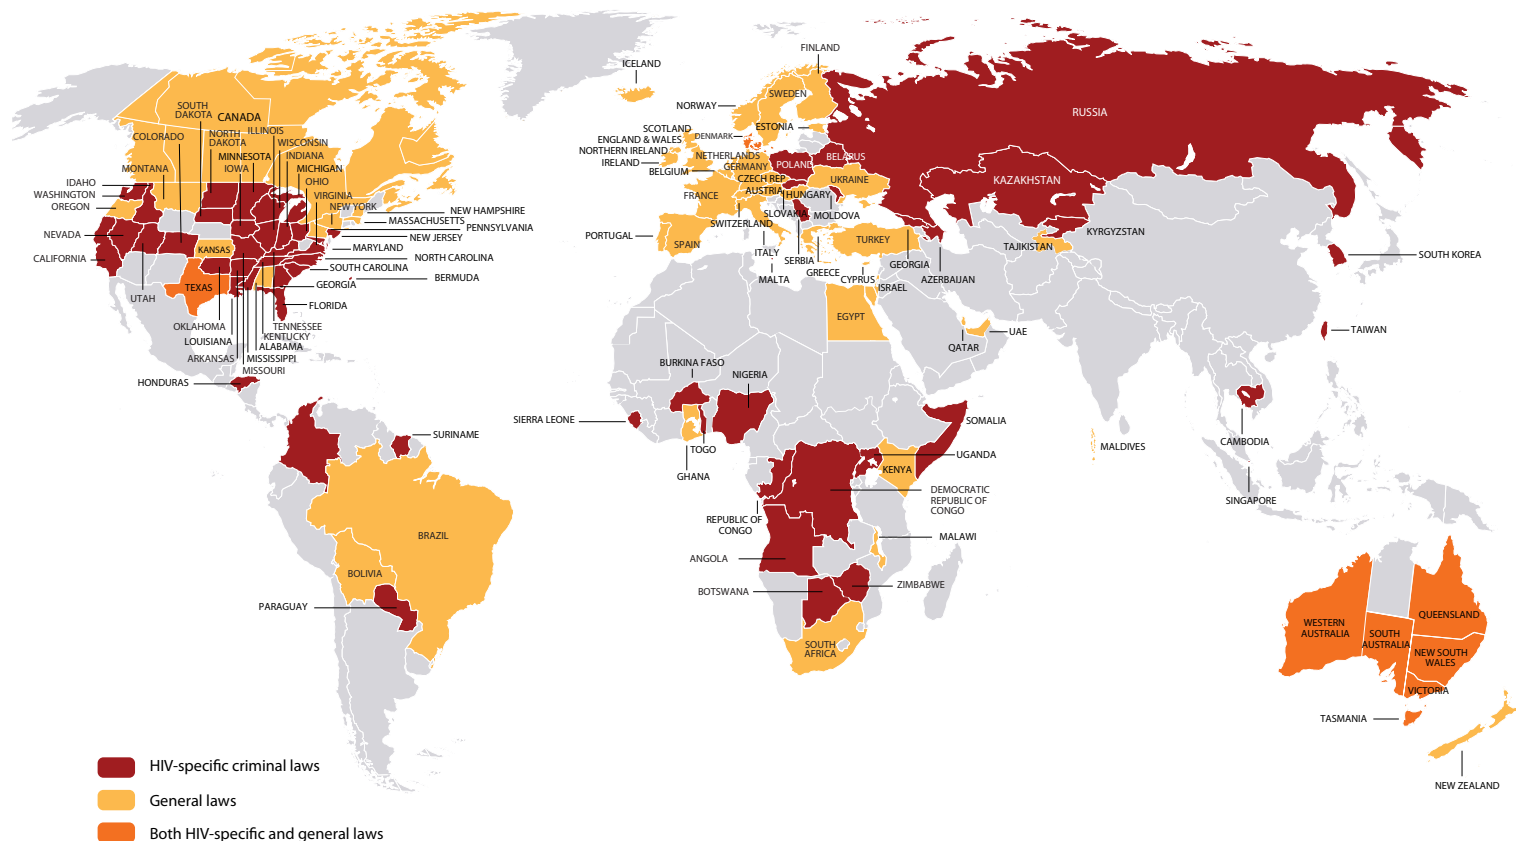 FINLAND
ICELAND
SWEDEN
NORWAY
RUSSIA
SOUTH
DAKOTA
CANADA
ESTONIA
SCOTLAND
ENGLAND & WALES
NORTHERN IRELAND
IRELAND
DENMARK
COLORADO
NORTH
DAKOTA
ILLINOIS
WISCONSIN
MINNESOTA
INDIANA
MONTANA
IOWA
MICHIGAN
OHIO
NETHERLANDS
POLAND
BELARUS
BELGIUM
GERMANY
CZECH REP
UKRAINE
KAZAKHSTAN
IDAHO
WASHINGTON
OREGON
VIRGINIA
NEW YORK
FRANCE
AUSTRIA
HUNGARY
NEW HAMPSHIRE
MASSACHUSETTS
PENNSYLVANIA
SLOVAKIA
MOLDOVA
SWITZERLAND
NEVADA
NEW JERSEY
PORTUGAL
SPAIN
TURKEY
KYRGYZSTAN
TAJIKISTAN
KANSAS
MARYLAND
ITALY
SERBIA
GREECE
GEORGIA
SOUTH KOREA
CALIFORNIA
NORTH CAROLINA
SOUTH CAROLINA
BERMUDA
MALTA
CYPRUS
ISRAEL
AZERBAIJAN
UTAH
TEXAS
GEORGIA
FLORIDA
EGYPT
OKLAHOMA
TENNESSEE
LOUISIANA
KENTUCKY
ALABAMA
ARKANSAS
MISSISSIPPI
MISSOURI
UAE
QATAR
TAIWAN
HONDURAS
BURKINA FASO
NIGERIA
SIERRA LEONE
SOMALIA
SURINAME
TOGO
GHANA
UGANDA
KENYA
MALDIVES
CAMBODIA
SINGAPORE
DEMOCRATIC
REPUBLIC OF
CONGO
REPUBLIC OF
CONGO
BRAZIL
MALAWI
ANGOLA
BOLIVIA
BOTSWANA
ZIMBABWE
PARAGUAY
SOUTH
AFRICA
WESTERN
AUSTRALIA
SOUTH
AUSTRALIA
QUEENSLAND
NEW SOUTH
WALES
VICTORIA
TASMANIA
NEW ZEALAND
HIV-specific criminal laws
General laws
Both HIV-specific and general laws